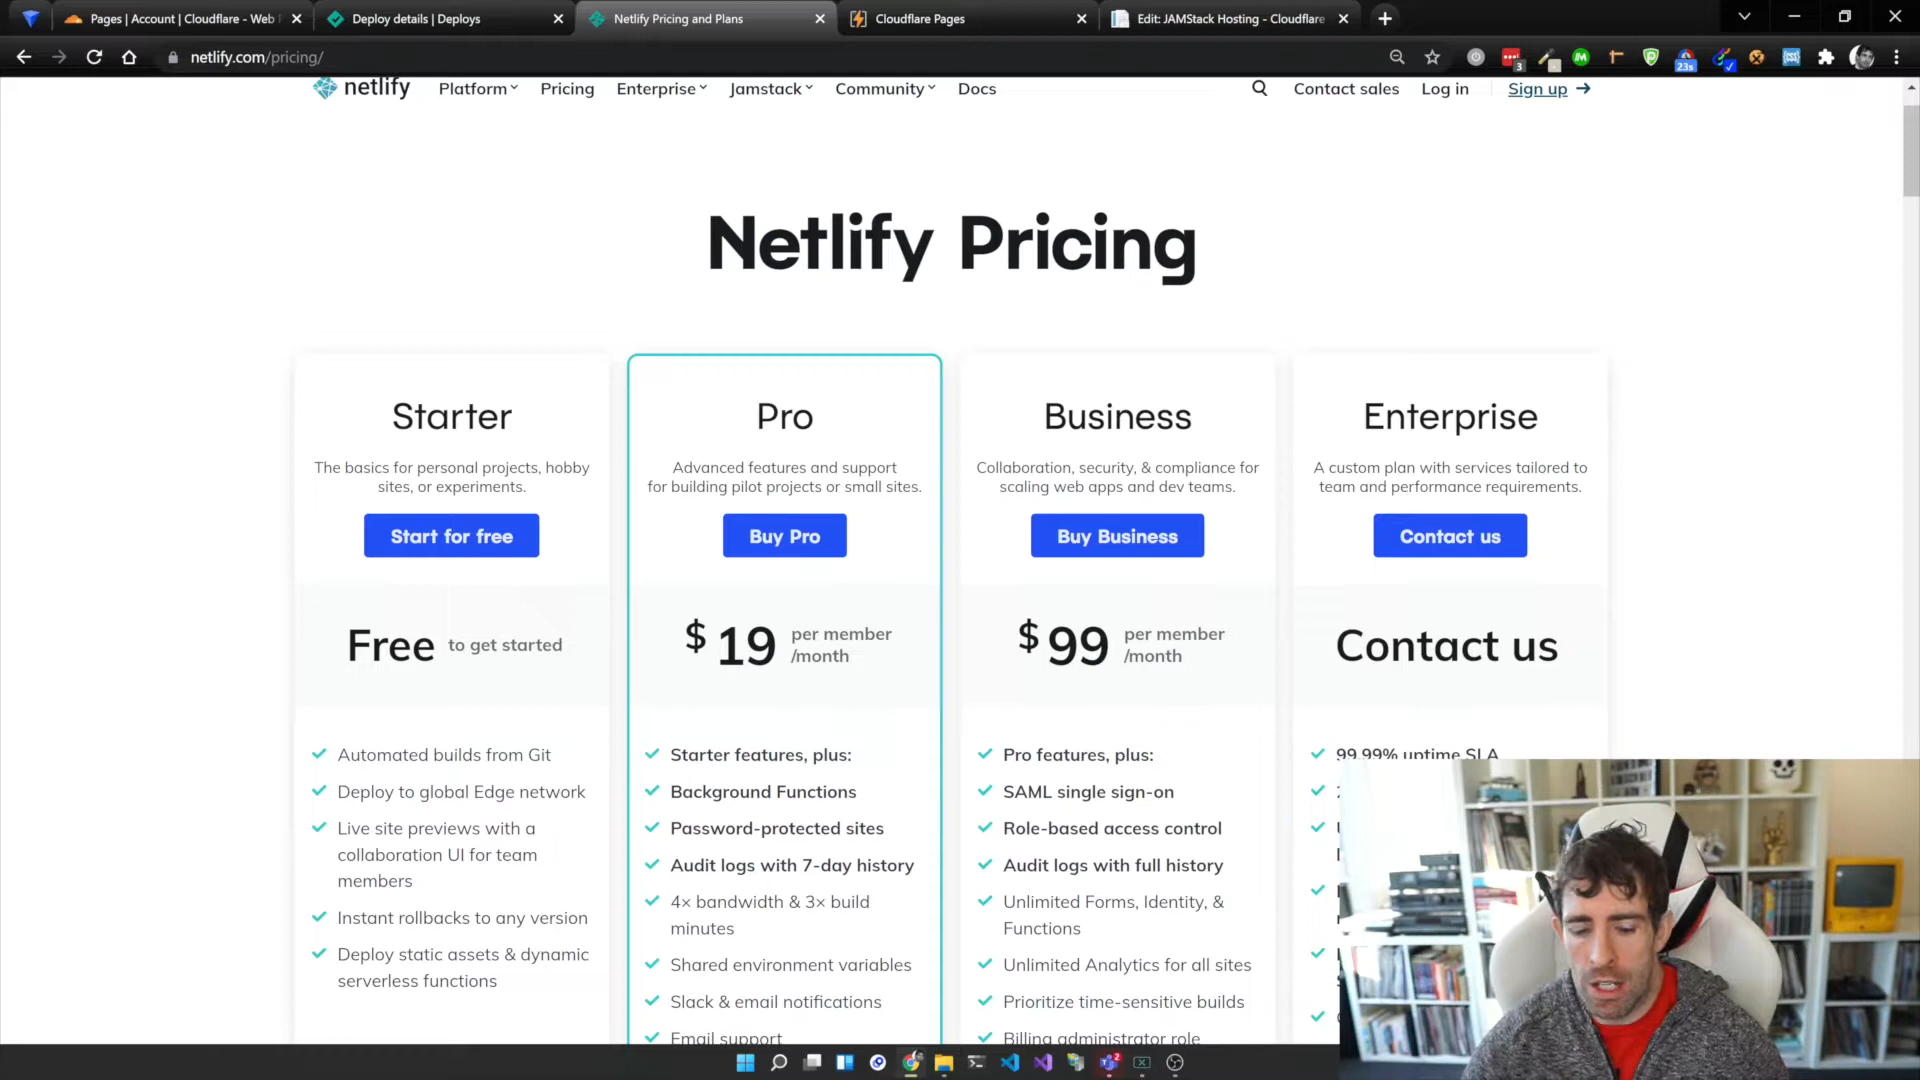 Pages | Account | Cloudflare - Web
Deploy details | Deploys
Netlify Pricing and Plans
Cloudflare Pages
Edit: JAMStack Hosting - Cloudflare
netlify.com/pricing/
3
23s
netlify
Platform
Pricing
Enterprise
Jamstack
Community
Docs
Contact sales
Log in
Sign up
Netlify Pricing
Starter
The basics for personal projects, hobby
sites, or experiments.
Start for free
Free to get started
Automated builds from Git
Deploy to global Edge network
Live site previews with a
collaboration UI for team
members
Instant rollbacks to any version
Deploy static assets & dynamic
serverless functions
Pro
Advanced features and support
for building pilot projects or small sites.
Buy Pro
$ 19 per member
/month
Starter features, plus:
Background Functions
Password-protected sites
Audit logs with 7-day history
4× bandwidth & 3× build
minutes
Shared environment variables
Slack & email notifications
Email support
Business
Collaboration, security, & compliance for
scaling web apps and dev teams.
Buy Business
$ 99 per member
/month
Pro features, plus:
SAML single sign-on
Role-based access control
Audit logs with full history
Unlimited Forms, Identity, &
Functions
Unlimited Analytics for all sites
Prioritize time-sensitive builds
Billing administrator role
Enterprise
A custom plan with services tailored to
team and performance requirements.
Contact us
Contact us
99.99% uptime SLA
2